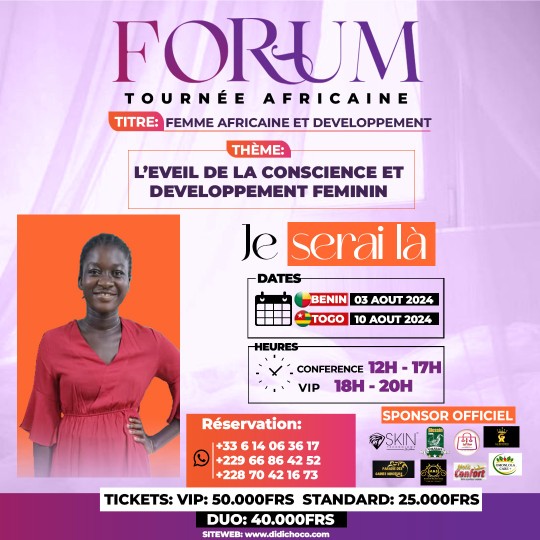 FORUM
TOURNÉE AFRICAINE
TITRE: FEMME AFRICAINE ET DEVELOPPEMENT
THÈME:
L'EVEIL DE LA CONSCIENCE ET
DEVELOPPEMENT FEMININ
Je serai là
DATES
BENIN 03 AOUT 2024
TOGO 10 AOUT 2024
HEURES
CONFERENCE 12H - 17H
VIP 18H - 20H
SPONSOR OFFICIEL
Réservation:
+33 6 14 06 36 17
+229 66 86 42 52
+228 70 42 16 73
SKIN
Confort
TICKETS: VIP: 50.000FRS STANDARD: 25.000FRS
DUO: 40.000FRS
SITEWEB: www.didichoco.com